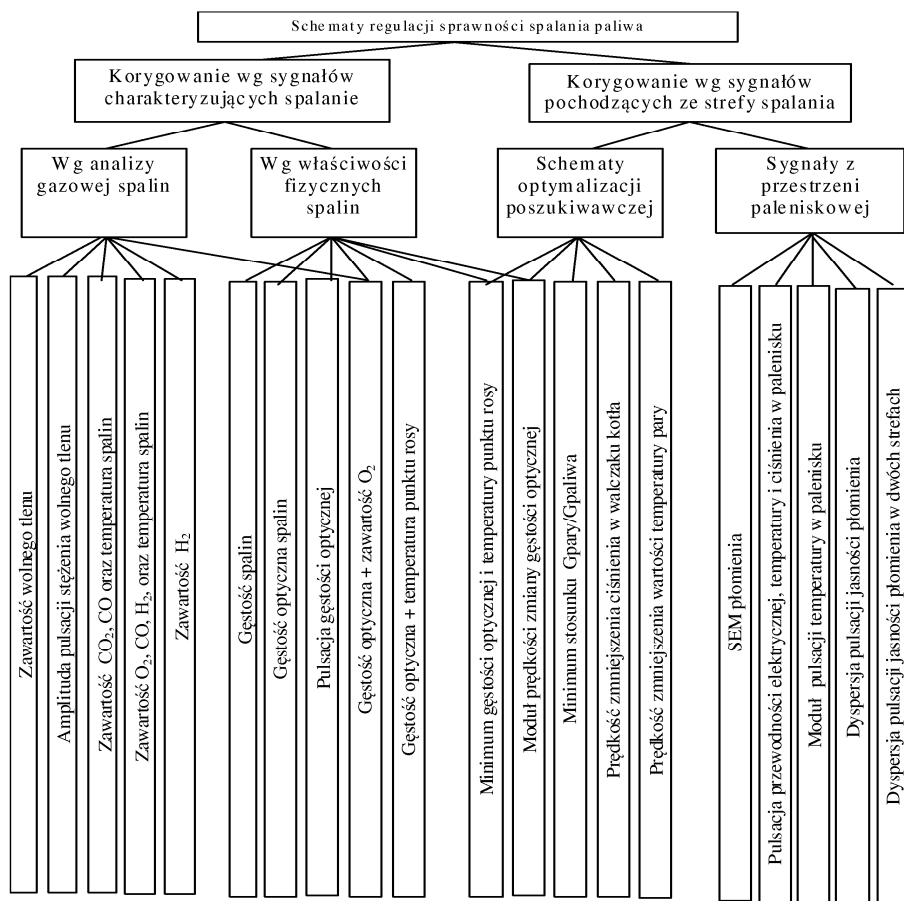 Schematy regulacji sprawności spalania paliwa
Korygowanie wg sygnałów
charakteryzujących spalanie
Korygowanie wg sygnałów
pochodzących ze strefy spalania
Wg analizy
gazowej spalin
Wg właściwości
fizycznych
spalin
Schematy
optymalizacji
poszukiwawczej
Sygnały z
przestrzeni
paleniskowej
Zawartość wolnego tlenu
Amplituda pulsacji stężenia wolnego tlenu
Zawartość CO₂, CO oraz temperatura spalin
Zawartość O₂, CO, H₂, oraz temperatura spalin
Zawartość H₂
Gęstość spalin
Gęstość optyczna spalin
Pulsacja gęstości optycznej
Gęstość optyczna + zawartość O₂
Gęstość optyczna + temperatura punktu rosy
Minimum gęstości optycznej i temperatury punktu rosy
Moduł prędkości zmiany gęstości optycznej
Minimum stosunku Gpary/Gpaliwa
Prędkość zmniejszenia ciśnienia w walczaku kotła
Prędkość zmniejszenia wartości temperatury pary
SEM płomienia
Pulsacja przewodności elektrycznej, temperatury i ciśnienia w palenisku
Moduł pulsacji temperatury w palenisku
Dyspersja pulsacji jasności płomienia
Dyspersja pulsacji jasności płomienia w dwóch strefach